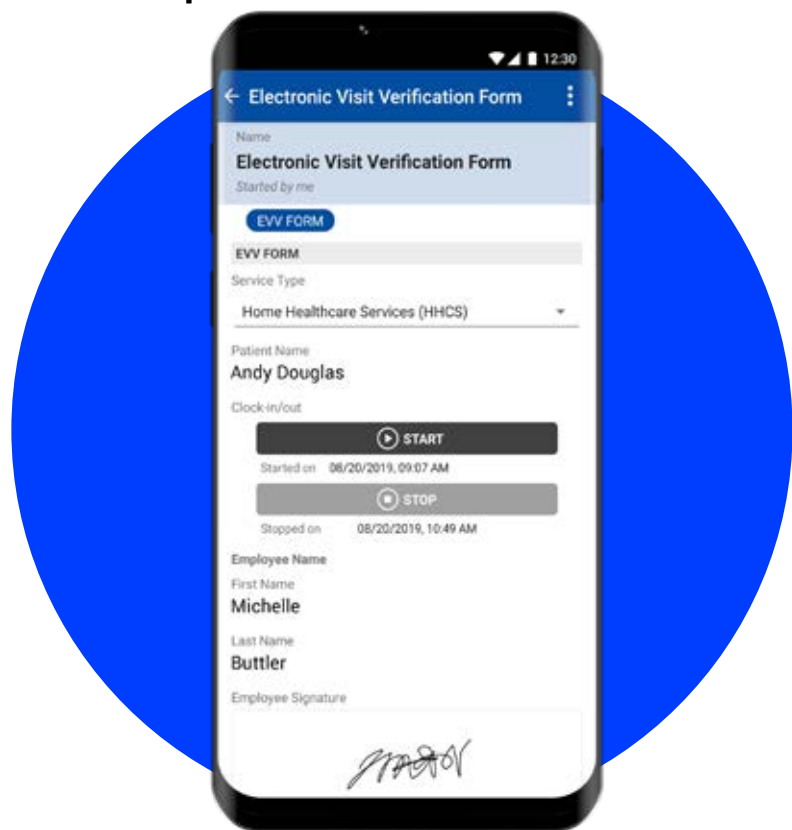 12:30
Electronic Visit Verification Form
Name
Electronic Visit Verification Form
Started by me
EVV FORM
EVV FORM
Service Type
Home Healthcare Services (HHCS)
Patient Name
Andy Douglas
Clock-in/out
START
Started on 08/20/2019, 09:07 AM
STOP
Stopped on 08/20/2019, 10:49 AM
Employee Name
First Name
Michelle
Last Name
Buttler
Employee Signature